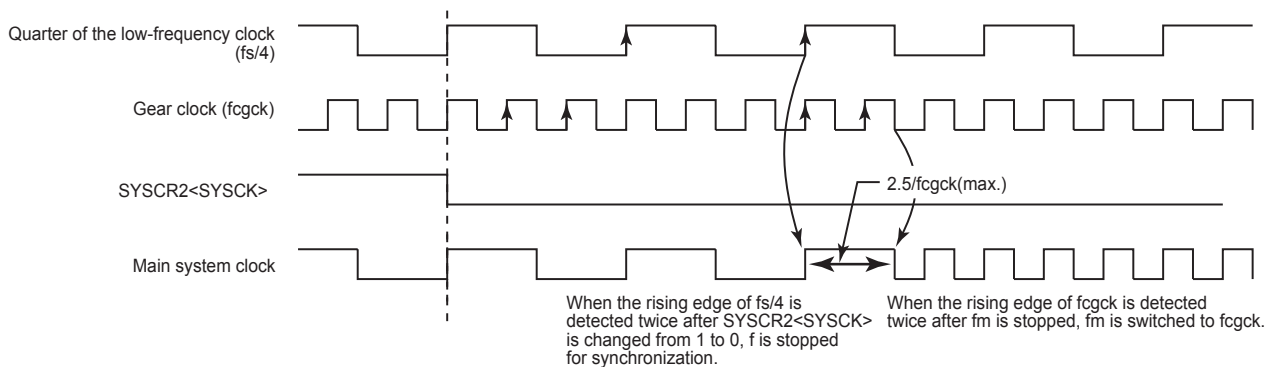 Quarter of the low-frequency clock
(fs/4)
Gear clock (fcgck)
SYSCR2<SYSCK>
2.5/fcgck(max.)
Main system clock
When the rising edge of fs/4 is
detected twice after SYSCR2<SYSCK>
is changed from 1 to 0, f is stopped
for synchronization.
When the rising edge of fcgck is detected
twice after fm is stopped, fm is switched to fcgck.